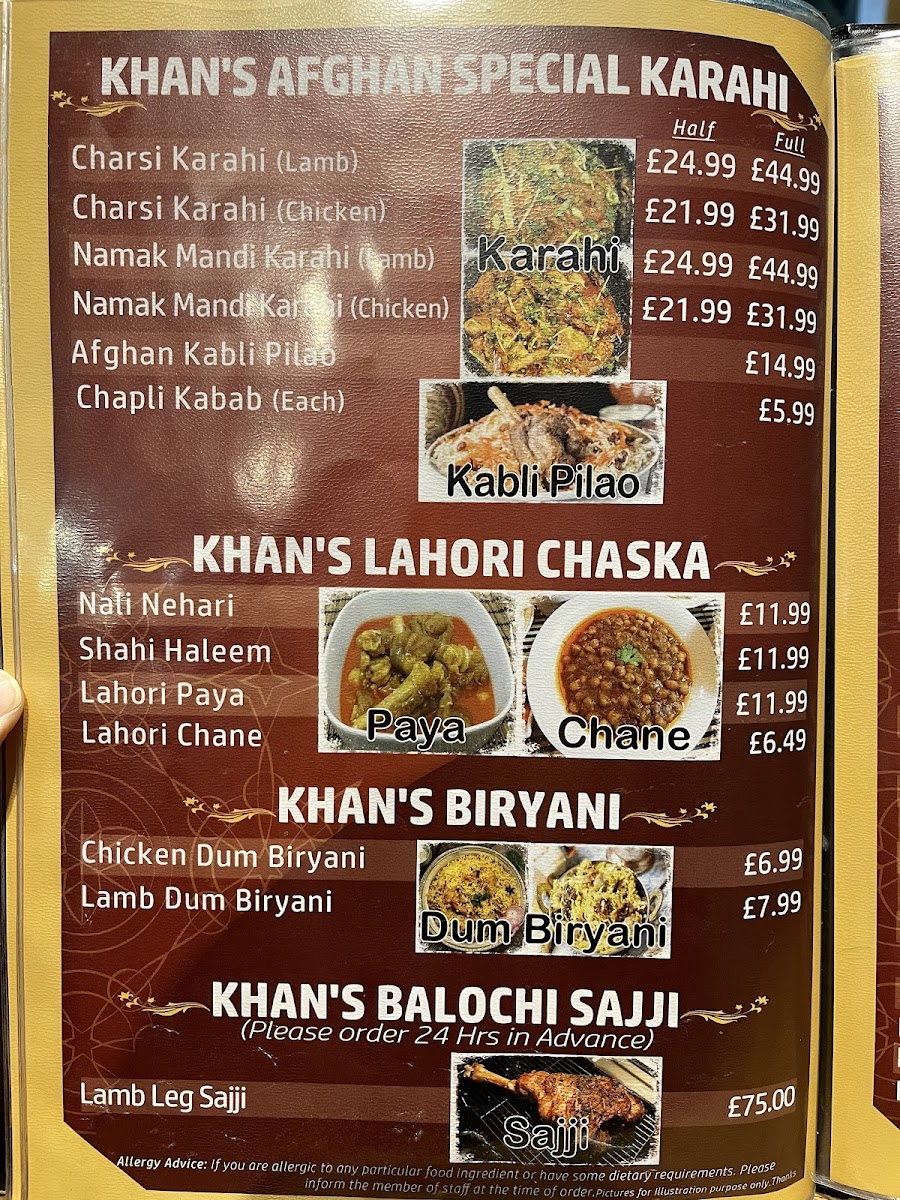 KHAN'S AFGHAN SPECIAL KARAHI
Half Full
Charsi Karahi (Lamb) £24.99 £44.99
Charsi Karahi (Chicken) £21.99 £31.99
Namak Mandi Karahi (Lamb) £24.99 £44.99
Namak Mandi Karahi (Chicken) £21.99 £31.99
Karahi
Afghan Kabli Pilao £14.99
Chapli Kabab (Each) £5.99
Kabli Pilao
KHAN'S LAHORI CHASKA
Nali Nehari £11.99
Shahi Haleem £11.99
Lahori Paya £11.99
Lahori Chane £6.49
Paya Chane
KHAN'S BIRYANI
Chicken Dum Biryani £6.99
Lamb Dum Biryani £7.99
Dum Biryani
KHAN'S BALOCHI SAJJI
(Please order 24 Hrs in Advance)
Lamb Leg Sajji £75.00
Sajji
Allergy Advice: If you are allergic to any particular food ingredient or have some dietary requirements. Please
inform the member of staff at the time of order.Pictures for Illustration purpose only.Thanks